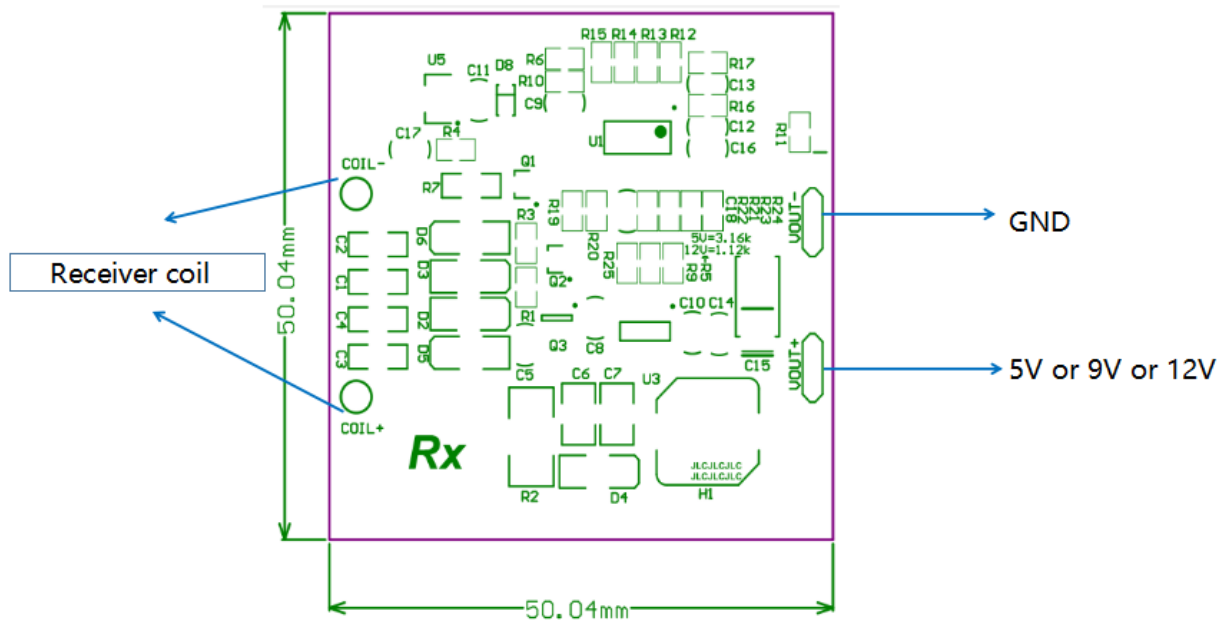 R15 R14 R13 R12
U5
C11
D8
R6
R10
C9
R17
C13
R16
C12
C16
U1
R11
C17
R4
COIL-
Q1
R7
R3
R19
R20
C18
R22
R21
R23
R24
VOUT-
GND
5V=3.16k
12V=1.12k
C2
D6
Receiver coil
C1
D3
Q2
R25
R9
*R5
50.04mm
C4
D2
R1
C10
C14
C3
D5
Q3
C8
C15
VOUT+
5V or 9V or 12V
C5
C6
C7
U3
COIL+
Rx
R2
D4
JLCJLCJLC
JLCJLCJLC
H1
50.04mm